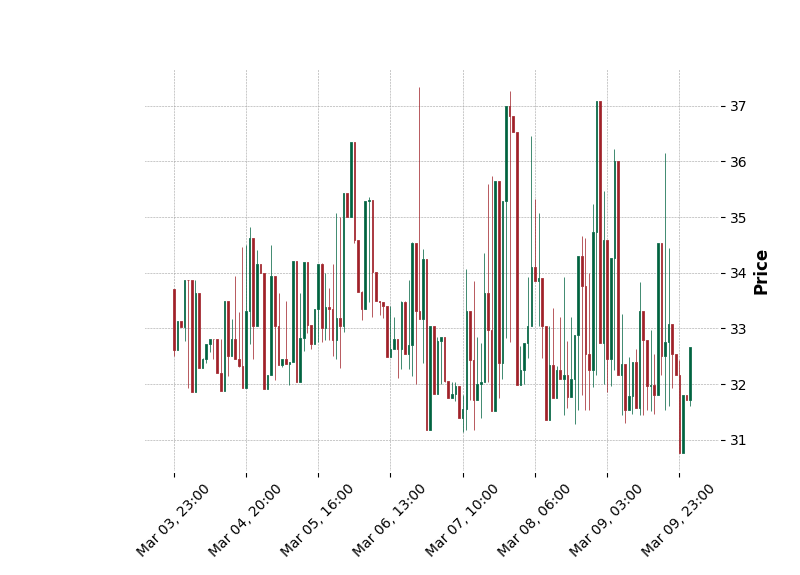 37
36
35
34
33
32
31
Price
Mar 03, 23:00
Mar 04, 20:00
Mar 05, 16:00
Mar 06, 13:00
Mar 07, 10:00
Mar 08, 06:00
Mar 09, 03:00
Mar 09, 23:00